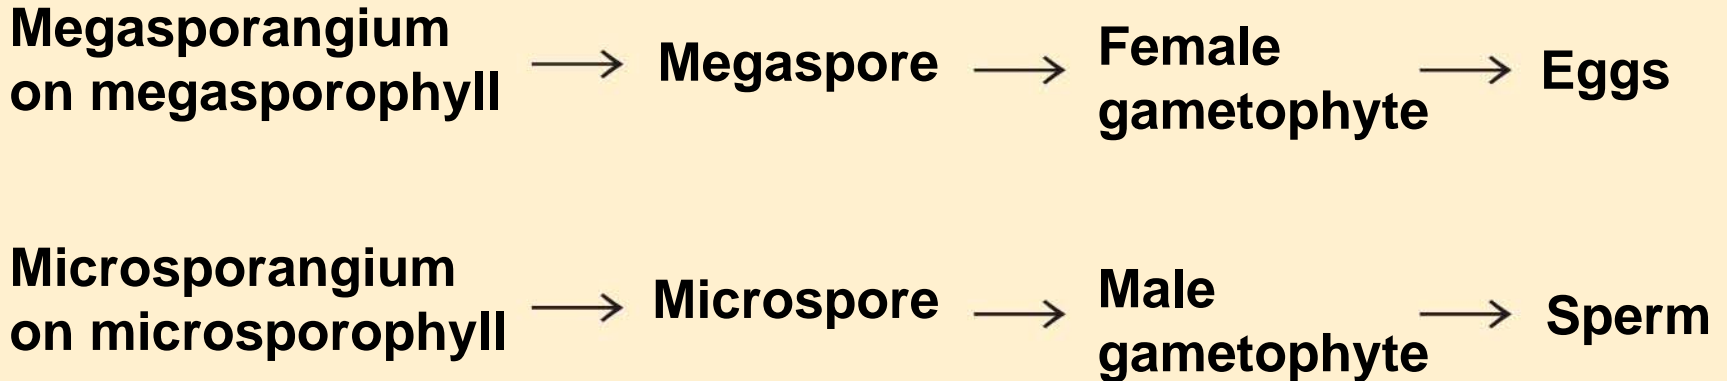 Megasporangium
on megasporophyll
Megaspore
Female
gametophyte
Eggs
Microsporangium
on microsporophyll
Microspore
Male
gametophyte
Sperm